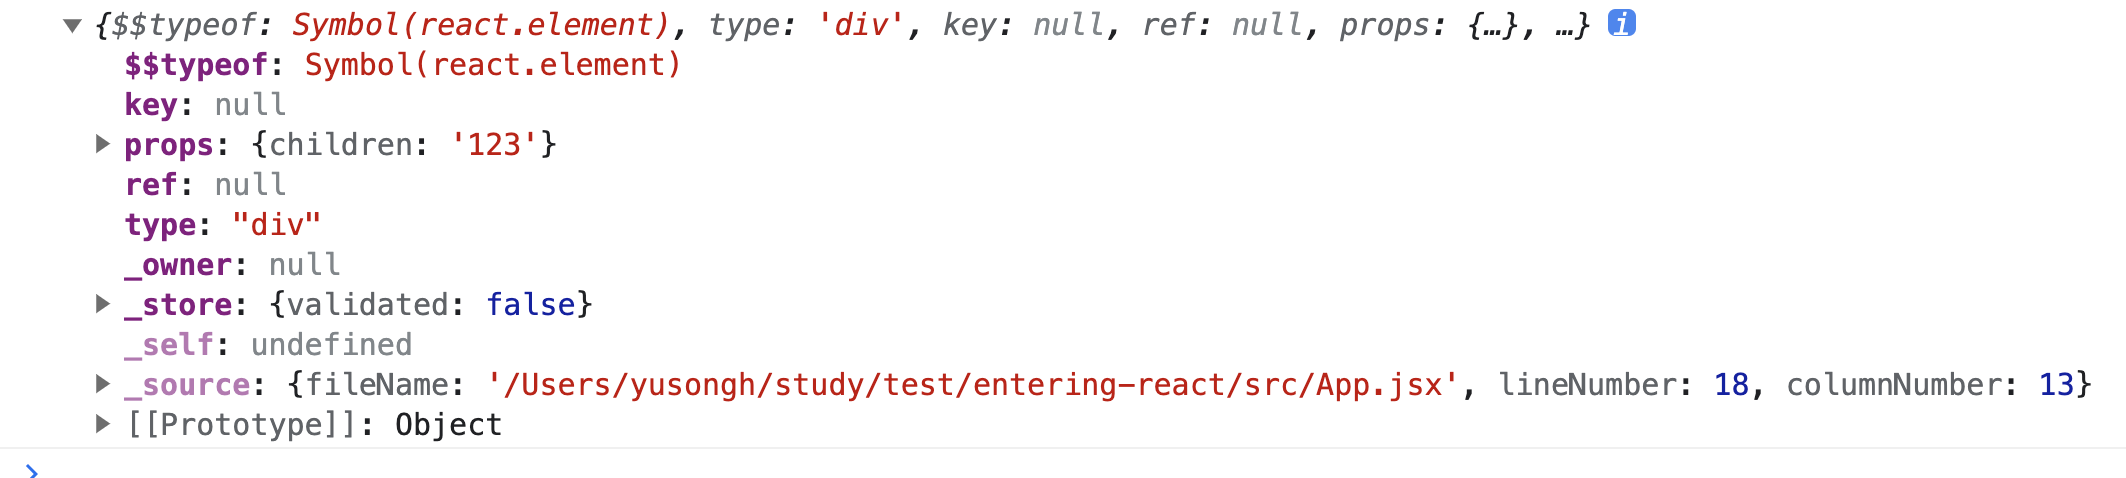 {$$typeof: Symbol(react.element), type: 'div', key: null, ref: null, props: {…}, …} i
$$typeof: Symbol(react.element)
key: null
props: {children: '123'}
ref: null
type: "div"
_owner: null
_store: {validated: false}
_self: undefined
_source: {fileName: '/Users/yusongh/study/test/entering-react/src/App.jsx', lineNumber: 18, columnNumber: 13}
[[Prototype]]: Object